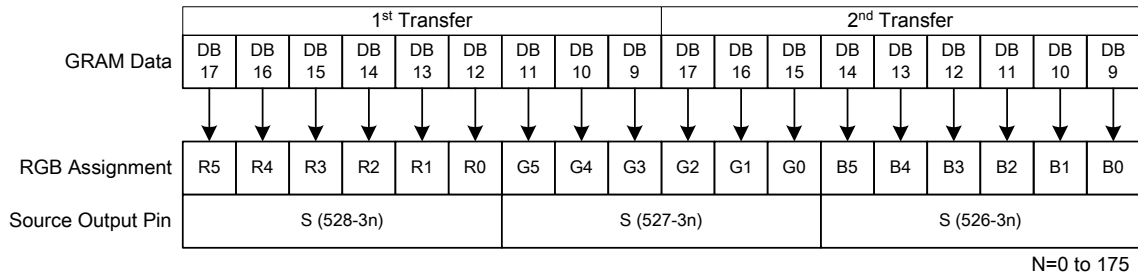 1st Transfer 2nd Transfer
GRAM Data DB 17 DB 16 DB 15 DB 14 DB 13 DB 12 DB 11 DB 10 DB 9 DB 17 DB 16 DB 15 DB 14 DB 13 DB 12 DB 11 DB 10 DB 9
RGB Assignment R5 R4 R3 R2 R1 R0 G5 G4 G3 G2 G1 G0 B5 B4 B3 B2 B1 B0
Source Output Pin S (528-3n) S (527-3n) S (526-3n)
N=0 to 175